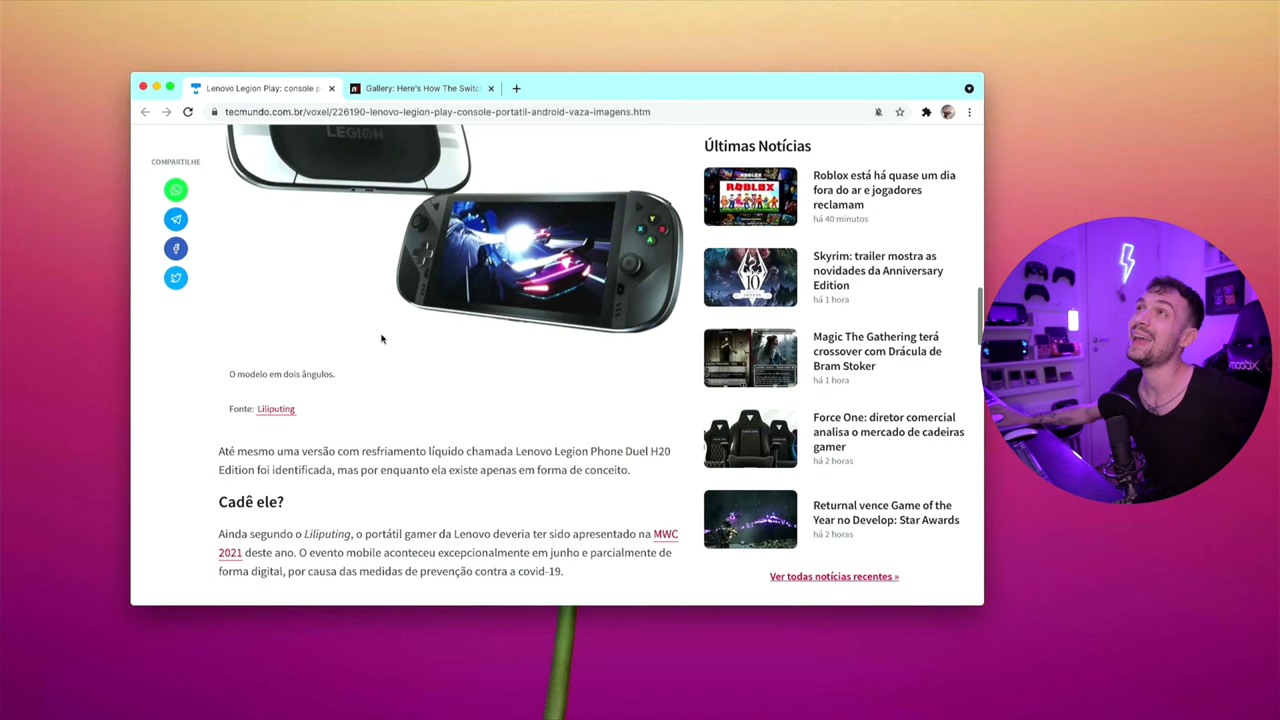 Lenovo Legion Play: console p
Gallery: Here's How The Switc
tecmundo.com.br/voxel/226190-lenovo-legion-play-console-portatil-android-vaza-imagens.htm
COMPARTILHE
LEGION
Y
X
B
A
O modelo em dois ângulos.
Fonte: Liliputing
Até mesmo uma versão com resfriamento líquido chamada Lenovo Legion Phone Duel H20
Edition foi identificada, mas por enquanto ela existe apenas em forma de conceito.
Cadê ele?
Ainda segundo o Liliputing, o portátil gamer da Lenovo deveria ter sido apresentado na MWC
2021 deste ano. O evento mobile aconteceu excepcionalmente em junho e parcialmente de
forma digital, por causa das medidas de prevenção contra a covid-19.
Últimas Notícias
ROBLOX
Roblox está há quase um dia
fora do ar e jogadores
reclamam
há 40 minutos
10
Skyrim: trailer mostra as
novidades da Anniversary
Edition
há 1 hora
Magic The Gathering terá
crossover com Drácula de
Bram Stoker
há 1 hora
Force One: diretor comercial
analisa o mercado de cadeiras
gamer
há 2 horas
Returnal vence Game of the
Year no Develop: Star Awards
há 2 horas
Ver todas notícias recentes »